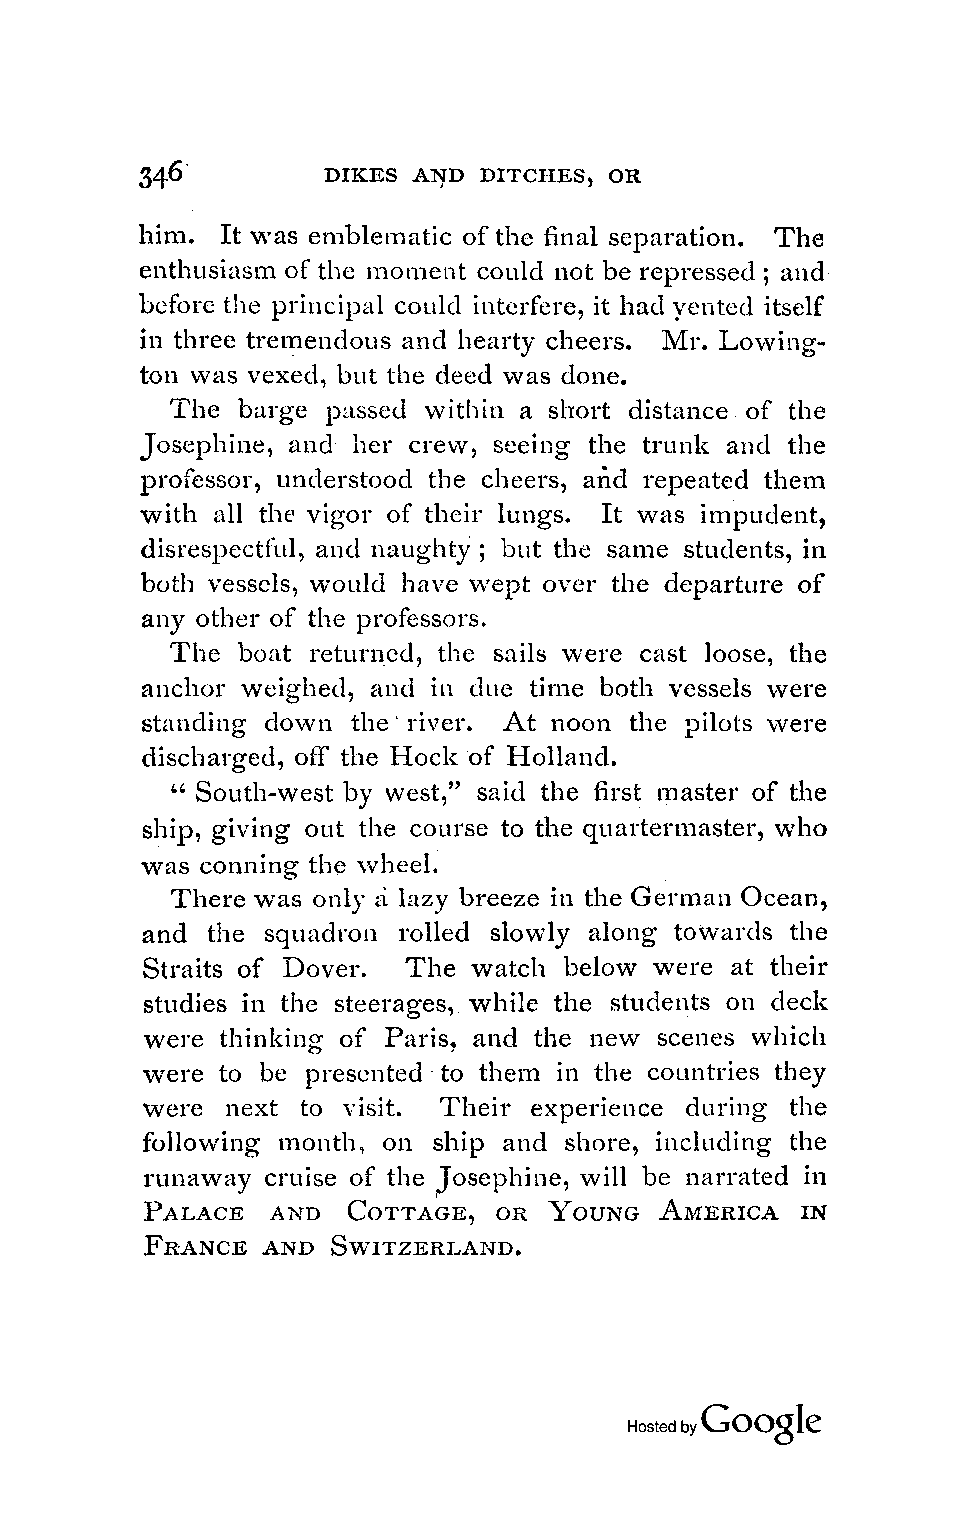 346 DIKES AND DITCHES, OR
him. It was emblematic of the final separation. The
enthusiasm of the moment could not be repressed ; and
before the principal could interfere, it had vented itself
in three tremendous and hearty cheers. Mr. Lowing-
ton was vexed, but the deed was done.
The barge passed within a short distance of the
Josephine, and her crew, seeing the trunk and the
professor, understood the cheers, and repeated them
with all the vigor of their lungs. It was impudent,
disrespectful, and naughty ; but the same students, in
both vessels, would have wept over the departure of
any other of the professors.
The boat returned, the sails were cast loose, the
anchor weighed, and in due time both vessels were
standing down the river. At noon the pilots were
discharged, off the Hock of Holland.
“ South-west by west,” said the first master of the
ship, giving out the course to the quartermaster, who
was conning the wheel.
There was only a lazy breeze in the German Ocean,
and the squadron rolled slowly along towards the
Straits of Dover. The watch below were at their
studies in the steerages, while the students on deck
were thinking of Paris, and the new scenes which
were to be presented to them in the countries they
were next to visit. Their experience during the
following month, on ship and shore, including the
runaway cruise of the Josephine, will be narrated in
PALACE AND COTTAGE, OR YOUNG AMERICA IN
FRANCE AND SWITZERLAND.
Hosted by Google